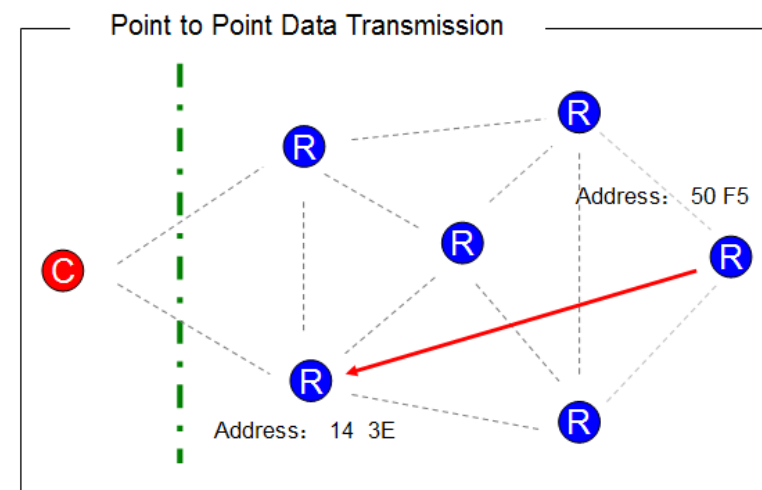 Point to Point Data Transmission
R
R
Address： 50 F5
R
R
C
R
Address： 14 3E
R